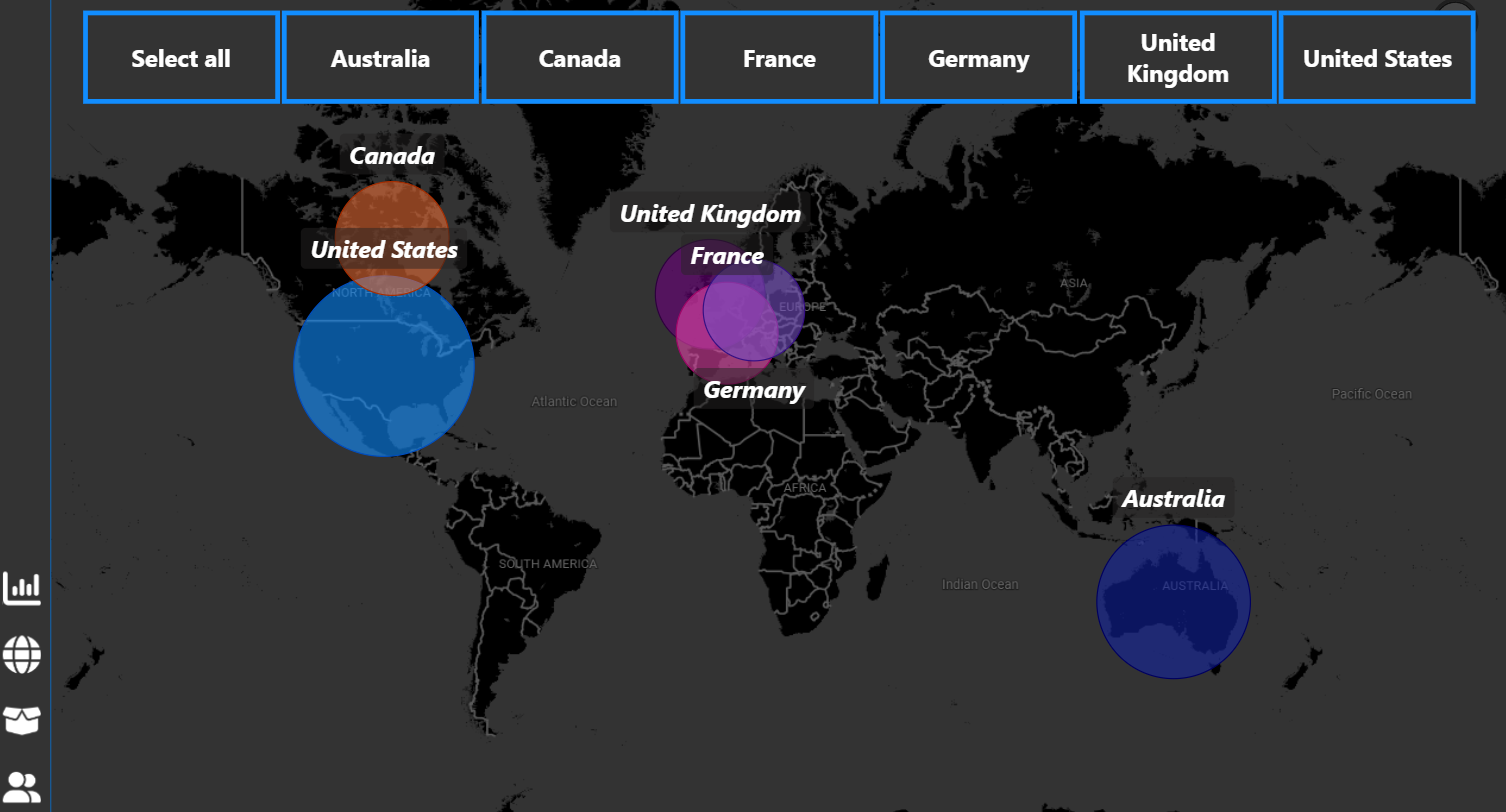 Select all
Australia
Canada
France
Germany
United
Kingdom
United States
Canada
United Kingdom
United States
France
NORTH AMERICA
ASIA
EUROPE
Germany
Atlantic Ocean
Pacific Ocean
AFRICA
Australia
SOUTH AMERICA
Indian Ocean
AUSTRALIA